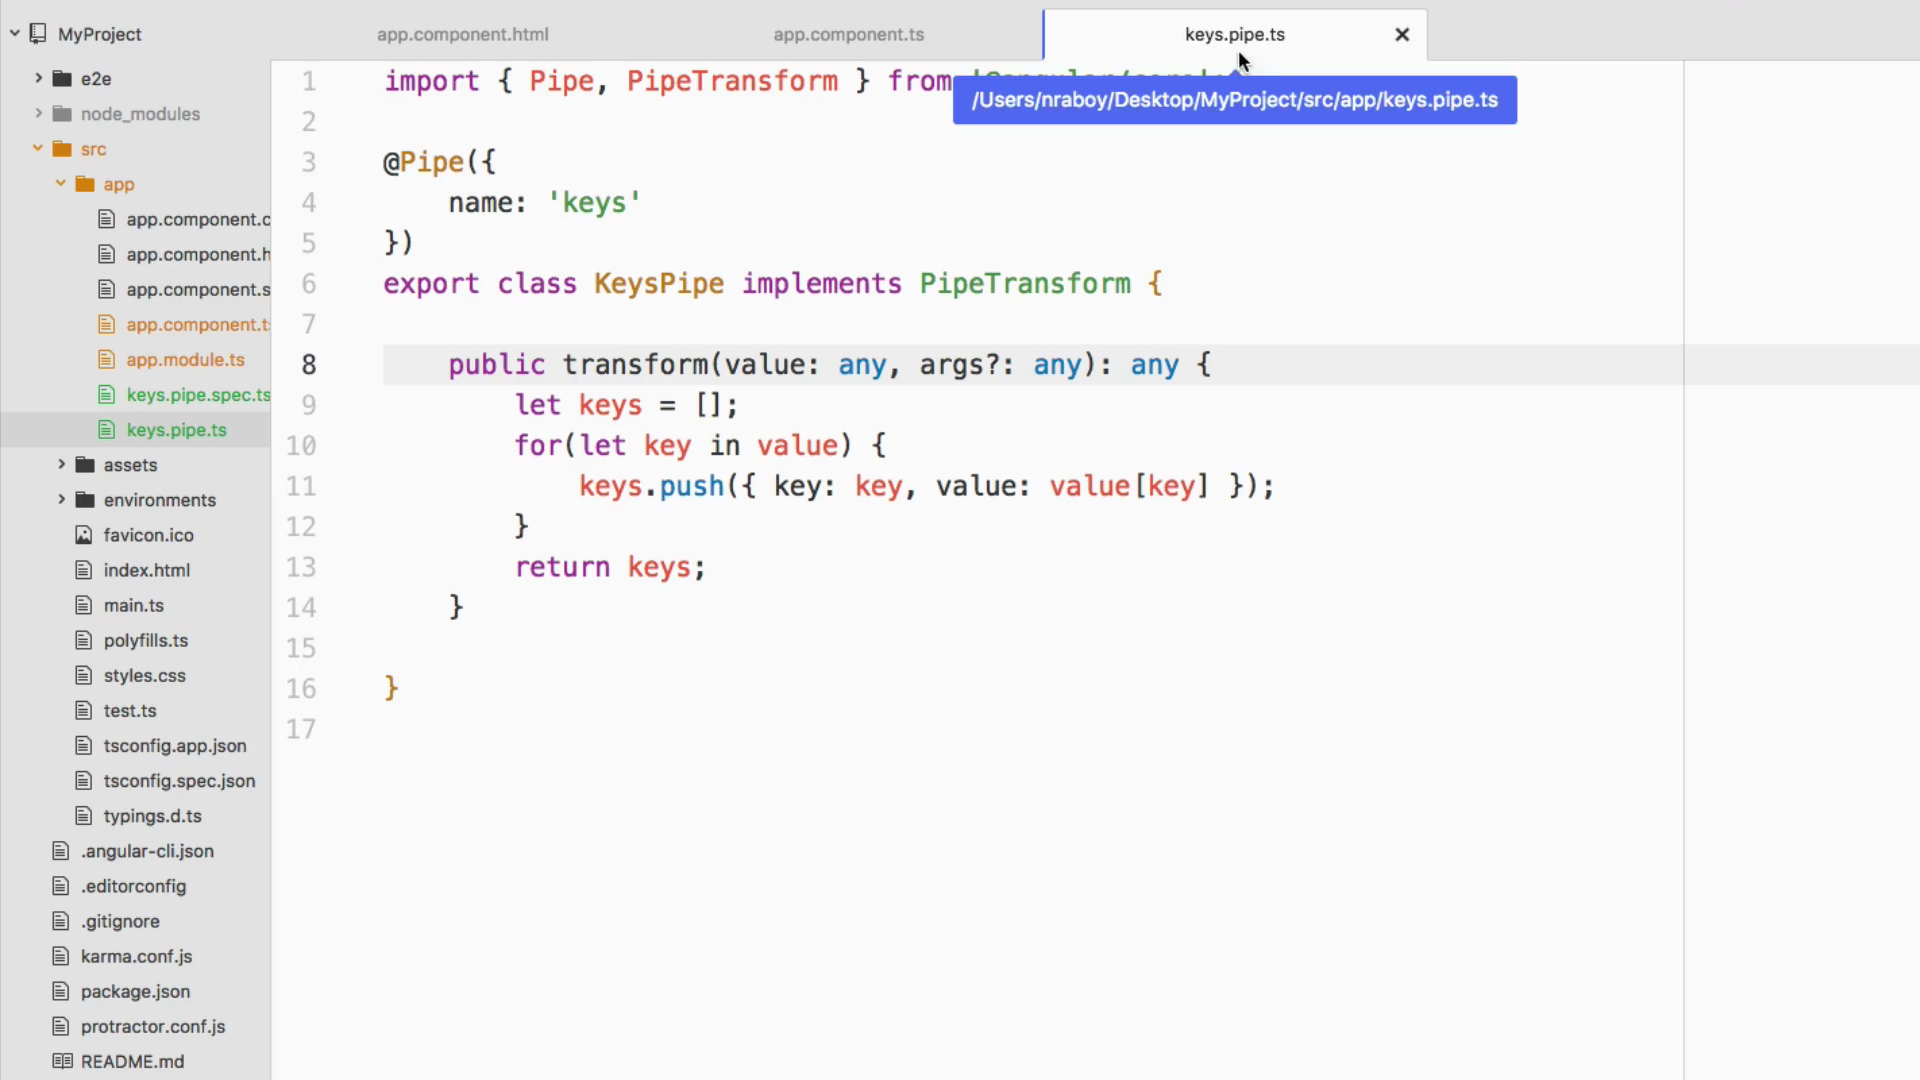 MyProject
e2e
node_modules
src
app
app.component.c
app.component.h
app.component.s
app.component.t
app.module.ts
keys.pipe.spec.ts
keys.pipe.ts
assets
environments
favicon.ico
index.html
main.ts
polyfills.ts
styles.css
test.ts
tsconfig.app.json
tsconfig.spec.json
typings.d.ts
.angular-cli.json
.editorconfig
.gitignore
karma.conf.js
package.json
protractor.conf.js
README.md
app.component.html
app.component.ts
keys.pipe.ts
/Users/nraboy/Desktop/MyProject/src/app/keys.pipe.ts
1 import { Pipe, PipeTransform } from
2
3 @Pipe({
4     name: 'keys'
5 })
6 export class KeysPipe implements PipeTransform {
7
8     public transform(value: any, args?: any): any {
9         let keys = [];
10         for(let key in value) {
11             keys.push({ key: key, value: value[key] });
12         }
13         return keys;
14     }
15
16 }
17